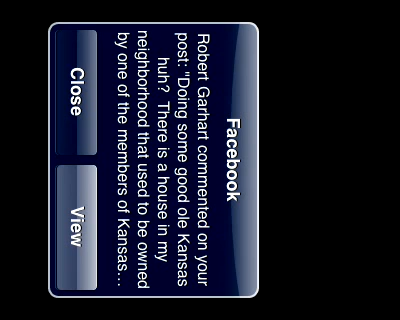 Facebook
Robert Garhart commented on your
post: "Doing some good ole Kansas
huh? There is a house in my
neighborhood that used to be owned
by one of the members of Kansas...
Close
View